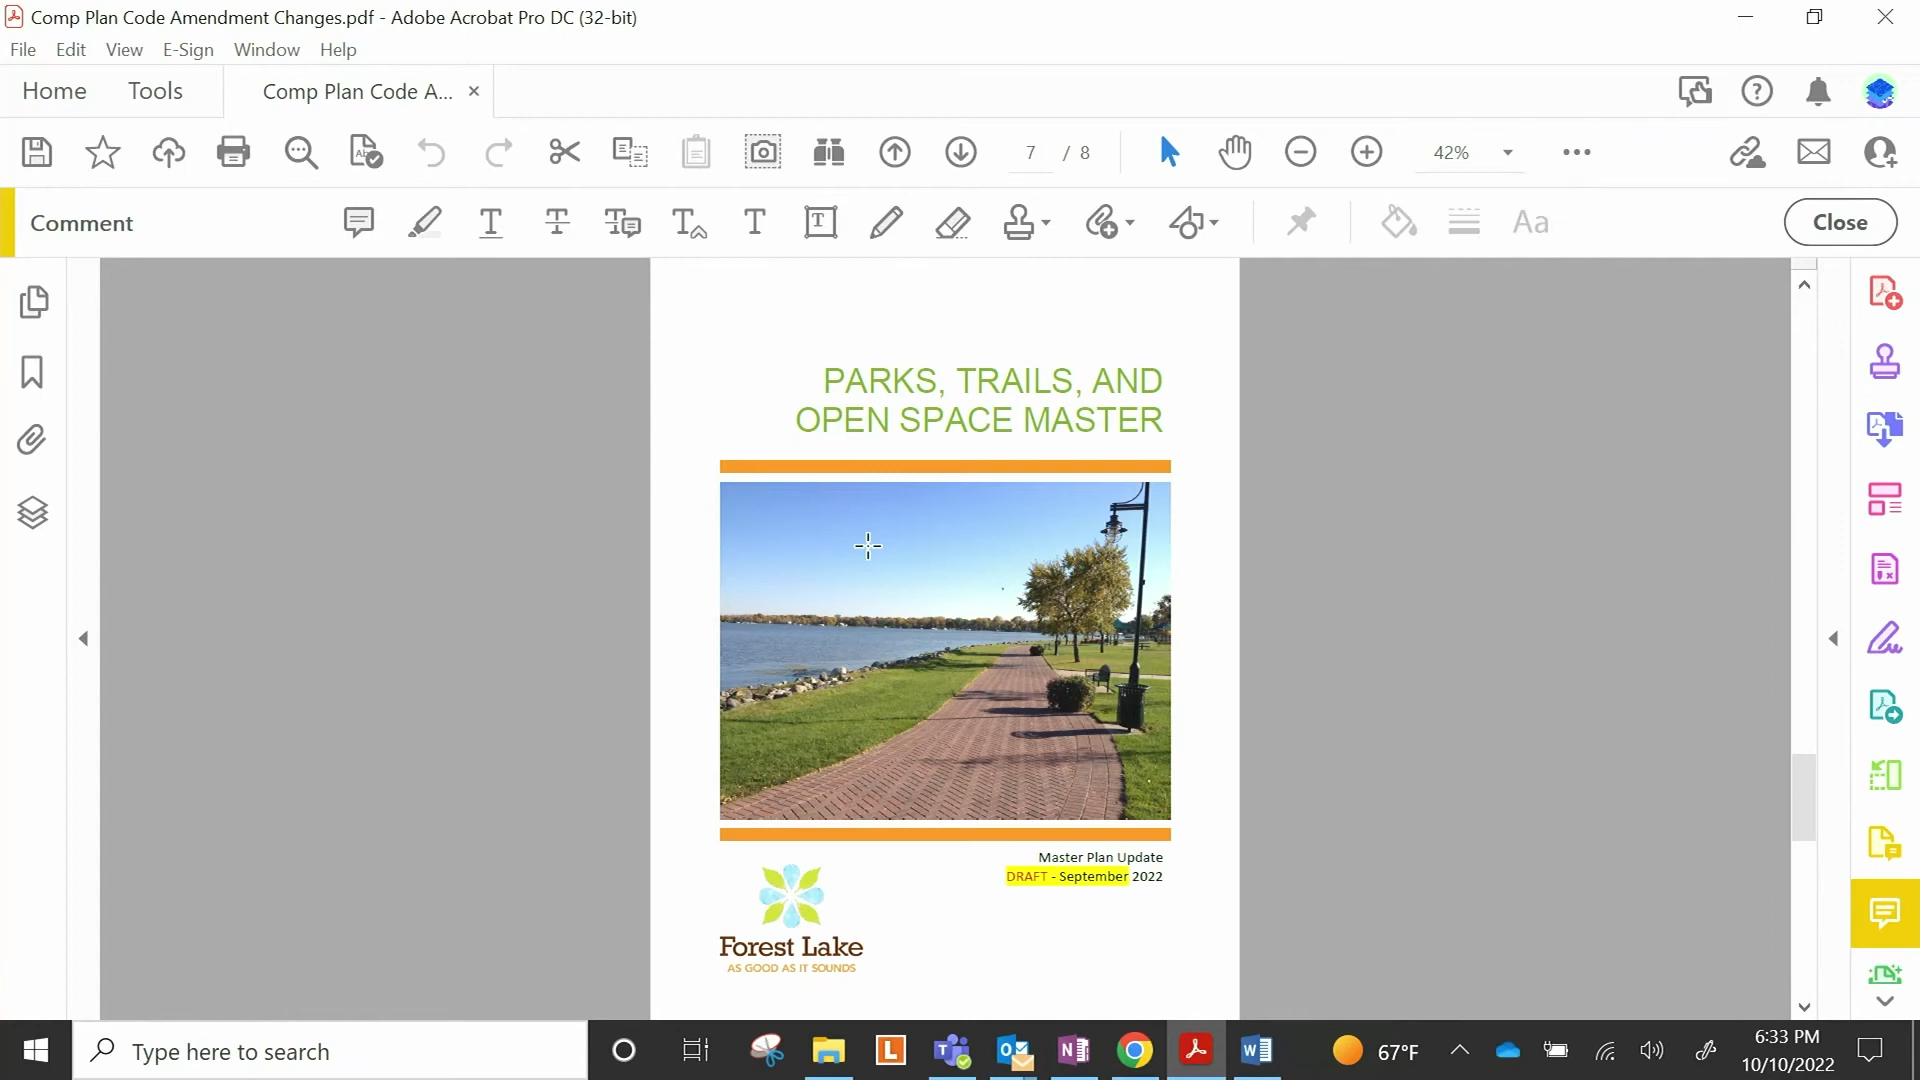 Comp Plan Code Amendment Changes.pdf - Adobe Acrobat Pro DC (32-bit)
File Edit View E-Sign Window Help
Home Tools Comp Plan Code A... ×
7 / 8 42%
Comment T T T T T T Aa Close
PARKS, TRAILS, AND
OPEN SPACE MASTER
Master Plan Update
DRAFT - September 2022
Forest Lake
AS GOOD AS IT SOUNDS
Type here to search
67°F
6:33 PM
10/10/2022